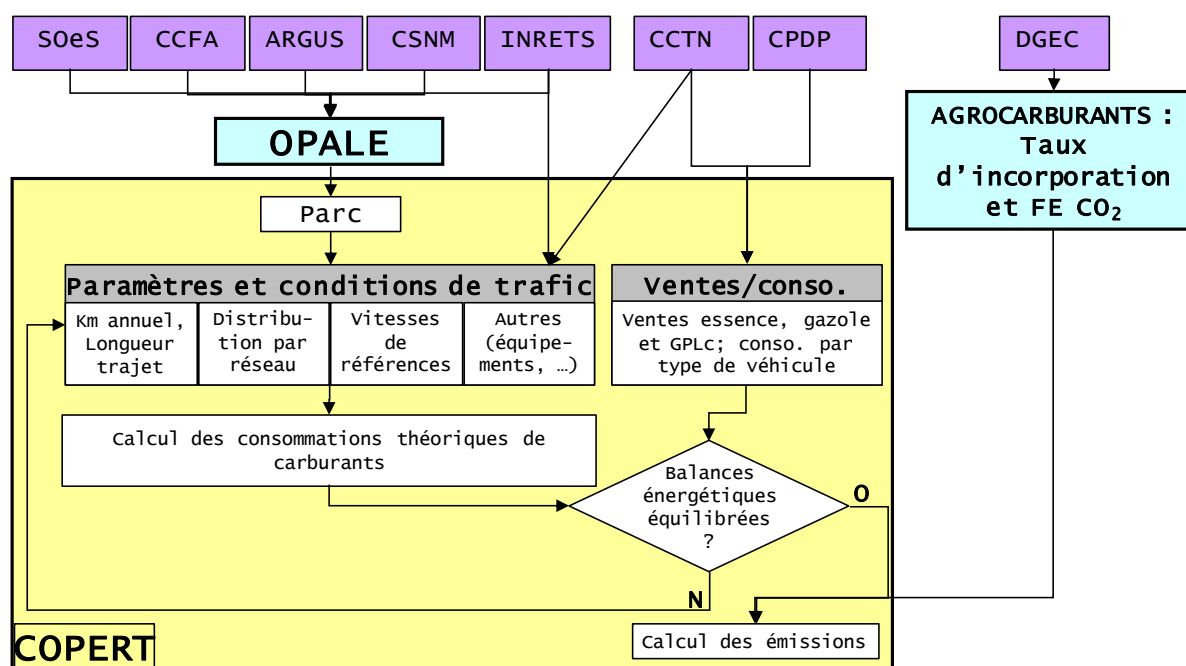 SOeS
CCFA
ARGUS
CSNM
INRETS
CCTN
CPDP
DGEC
OPALE
AGROCARBURANTS :
Taux
d'incorporation
et FE CO₂
Parc
Paramètres et conditions de trafic
Km annuel,
Longueur
trajet
Distribu-
tion par
réseau
Vitesses
de
références
Autres
(équipe-
ments, …)
Ventes/conso.
Ventes essence, gazole
et GPLc; conso. par
type de véhicule
Calcul des consommations théoriques de
carburants
Balances
énergétiques
équilibrées
?
O
N
Calcul des émissions
COPERT